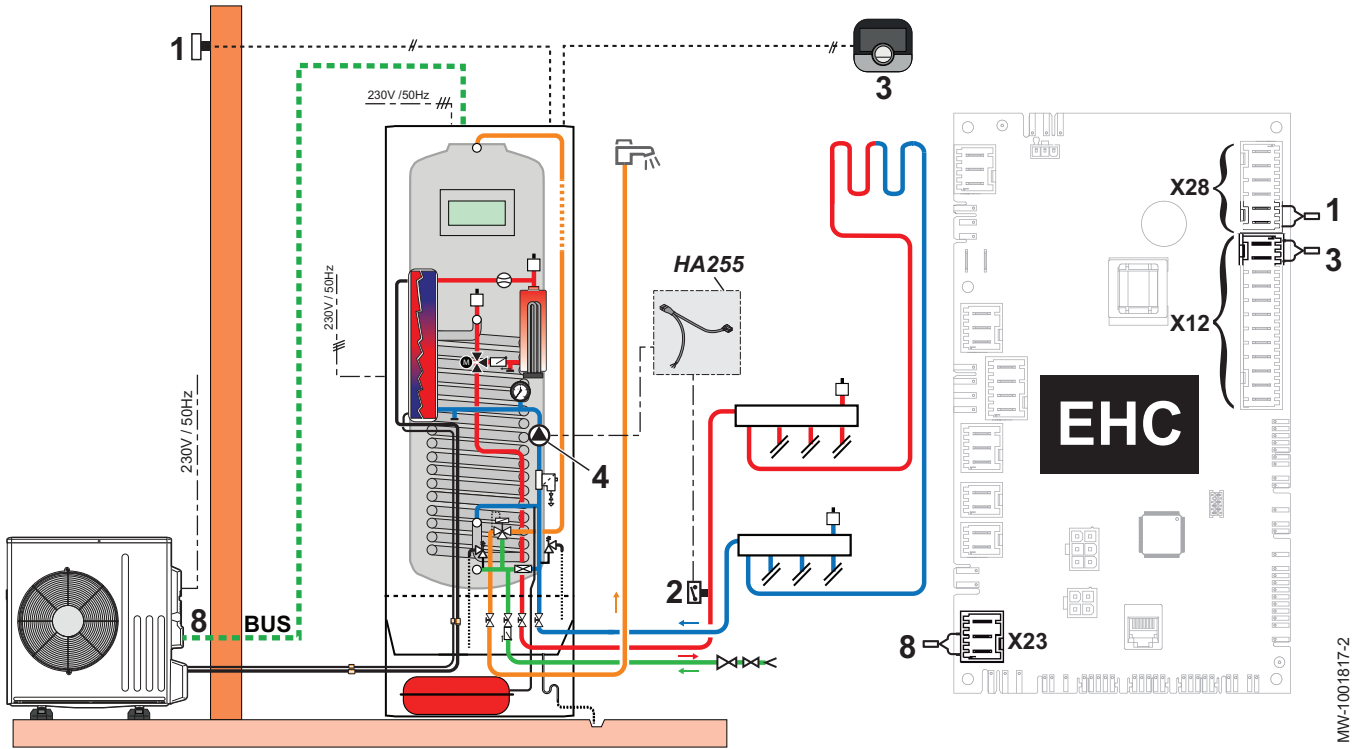 1
3
230V /50Hz
X28
1
3
HA255
X12
230V / 50Hz
EHC
230V / 50Hz
4
2
8
BUS
8
X23
M
MW-1001817-2